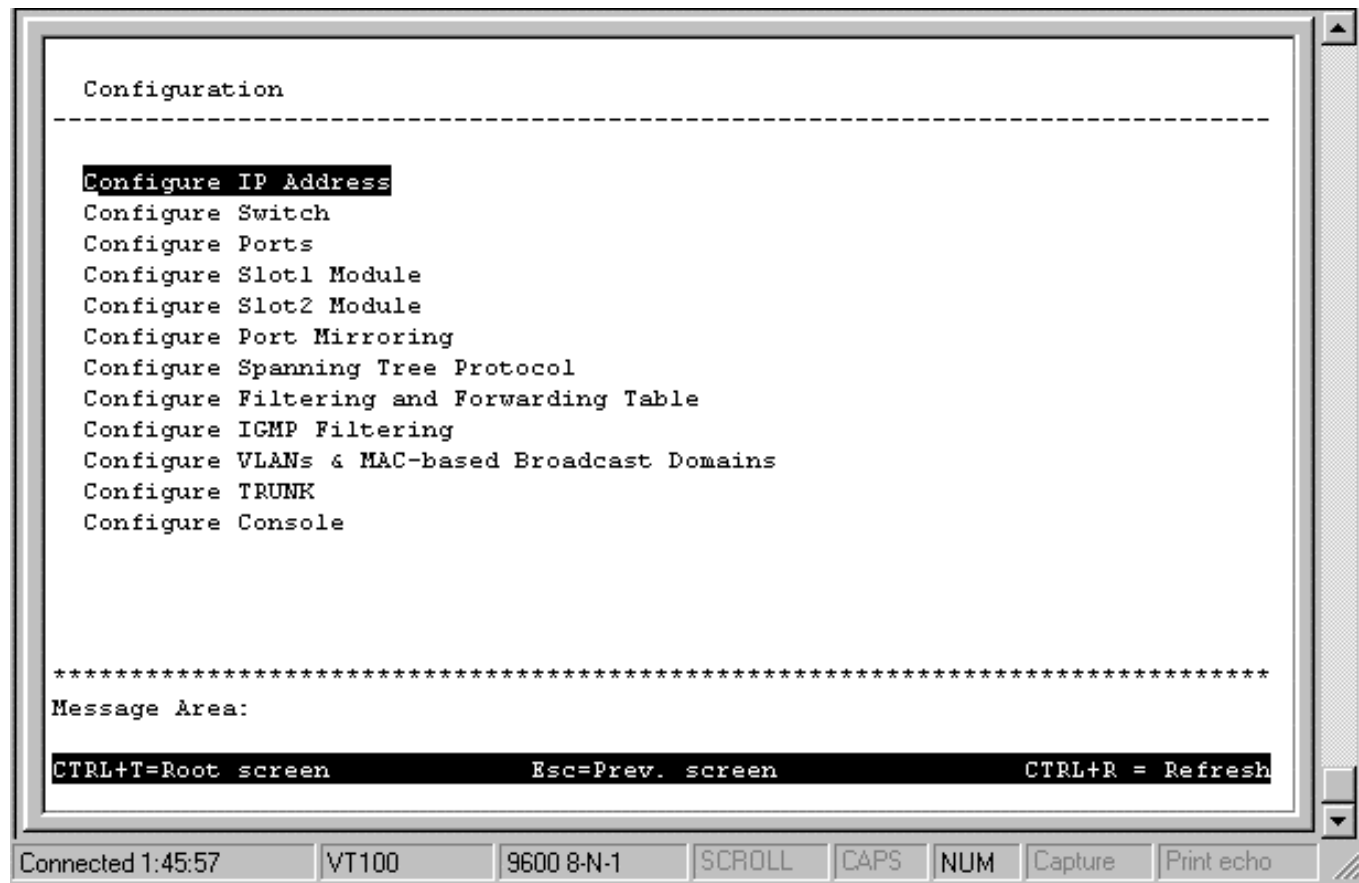 Configuration
-------------------------------------------------------------------------------
Configure IP Address
Configure Switch
Configure Ports
Configure Slot1 Module
Configure Slot2 Module
Configure Port Mirroring
Configure Spanning Tree Protocol
Configure Filtering and Forwarding Table
Configure IGMP Filtering
Configure VLANs & MAC-based Broadcast Domains
Configure TRUNK
Configure Console
*******************************************************************************
Message Area:
CTRL+T=Root screen Esc=Prev. screen CTRL+R = Refresh
Connected 1:45:57 VT100 9600 8-N-1 SCROLL CAPS NUM Capture Print echo